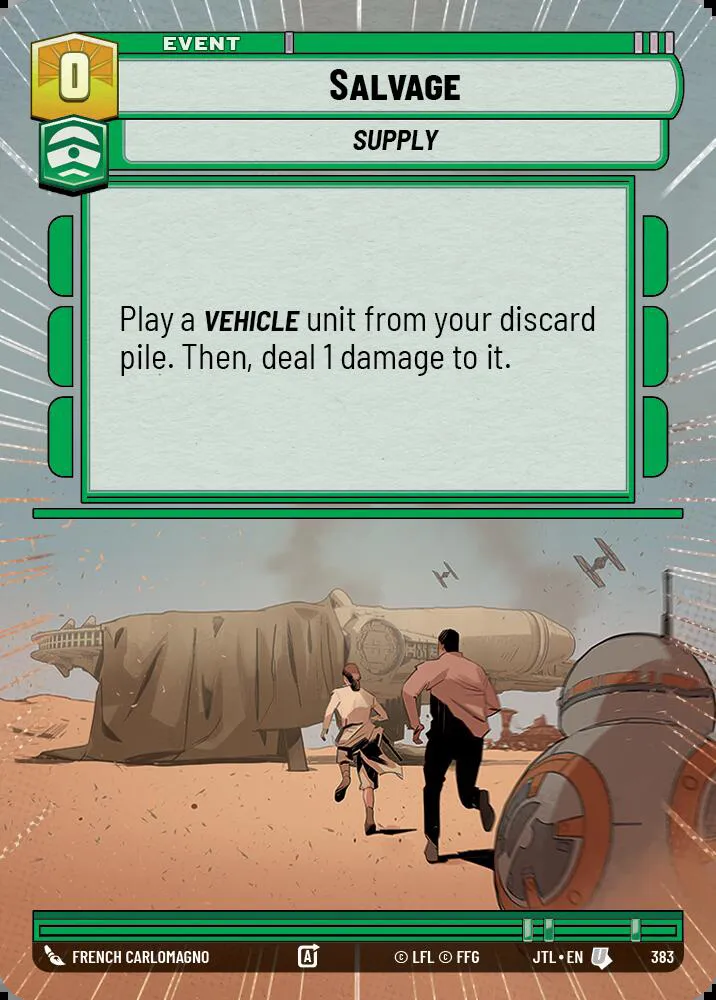 EVENT
0
SALVAGE
SUPPLY
Play a VEHICLE unit from your discard
pile. Then, deal 1 damage to it.
FRENCH CARLOMAGNO
A
© LFL © FFG
JTL • EN
383